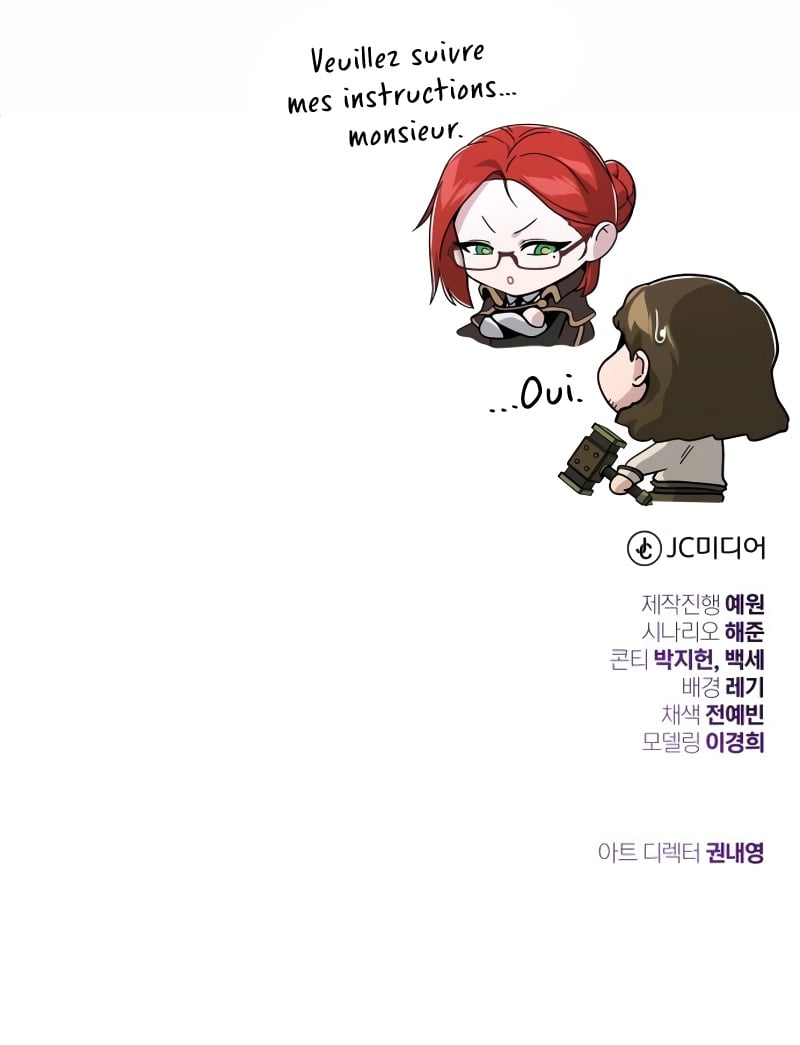 Veuillez suivre
mes instructions...
monsieur.
...Oui.
JC JC미디어
제작진행 예원
시나리오 해준
콘티 박지헌, 백세
배경 레기
채색 전예빈
모델링 이경희
아트 디렉터 권내영